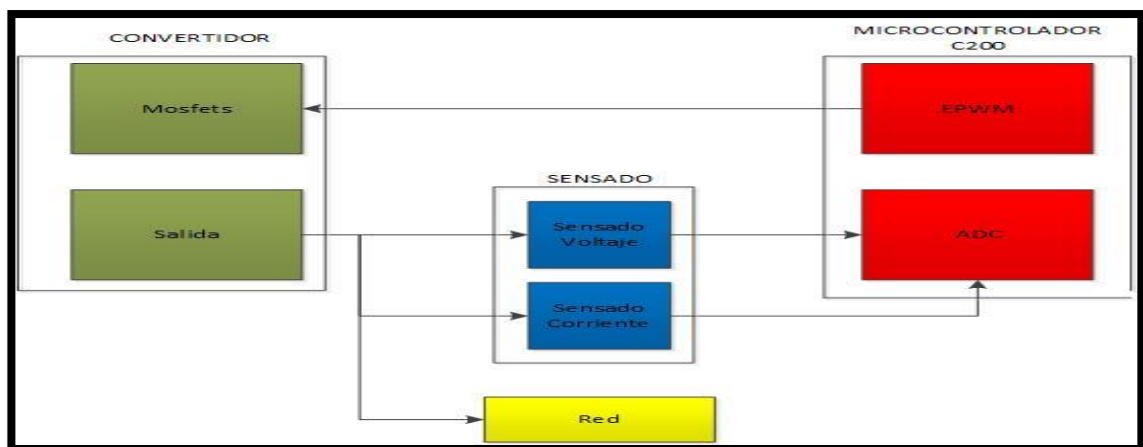 CONVERTIDOR
MICROCONTROLADOR
C200
Mosfets
EPWM
SENSADO
Salida
Sensado
Voltaje
ADC
Sensado
Corriente
Red